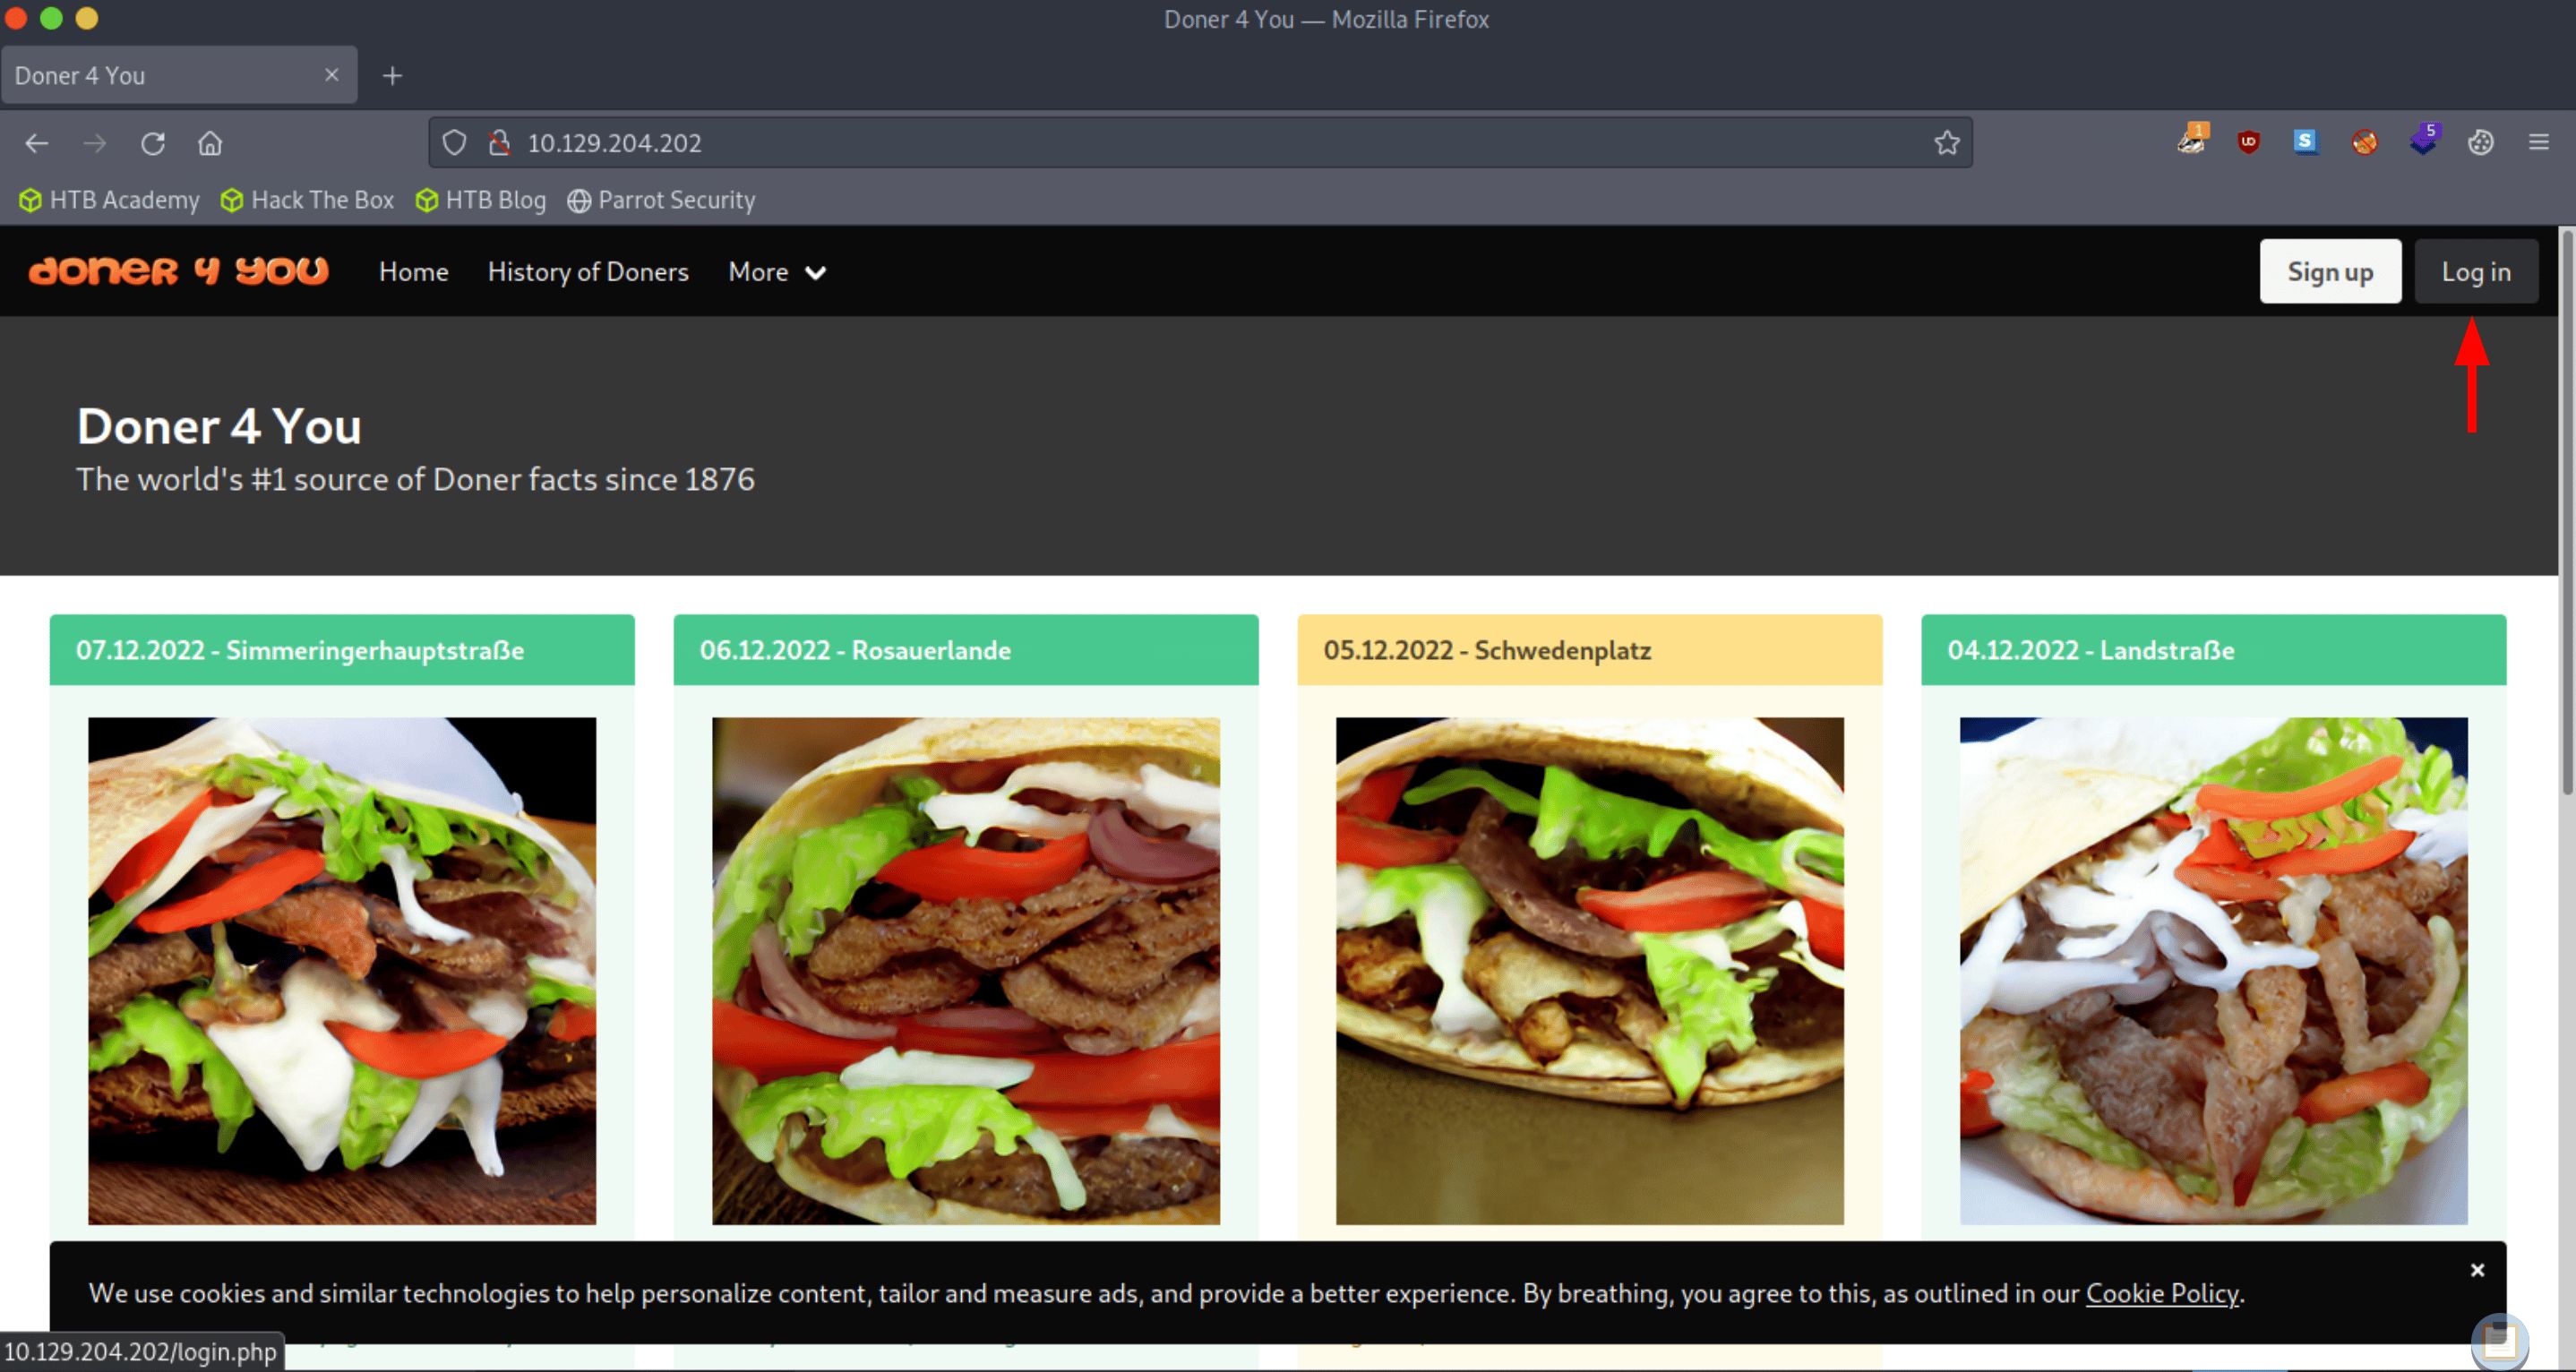 Doner 4 You — Mozilla Firefox
Doner 4 You
10.129.204.202
1
UD
S
5
HTB Academy Hack The Box HTB Blog Parrot Security
DONER 4 YOU Home History of Doners More Sign up Log in
Doner 4 You
The world's #1 source of Doner facts since 1876
07.12.2022 - Simmeringerhauptstraße
06.12.2022 - Rosauerlande
05.12.2022 - Schwedenplatz
04.12.2022 - Landstraße
We use cookies and similar technologies to help personalize content, tailor and measure ads, and provide a better experience. By breathing, you agree to this, as outlined in our Cookie Policy.
10.129.204.202/login.php